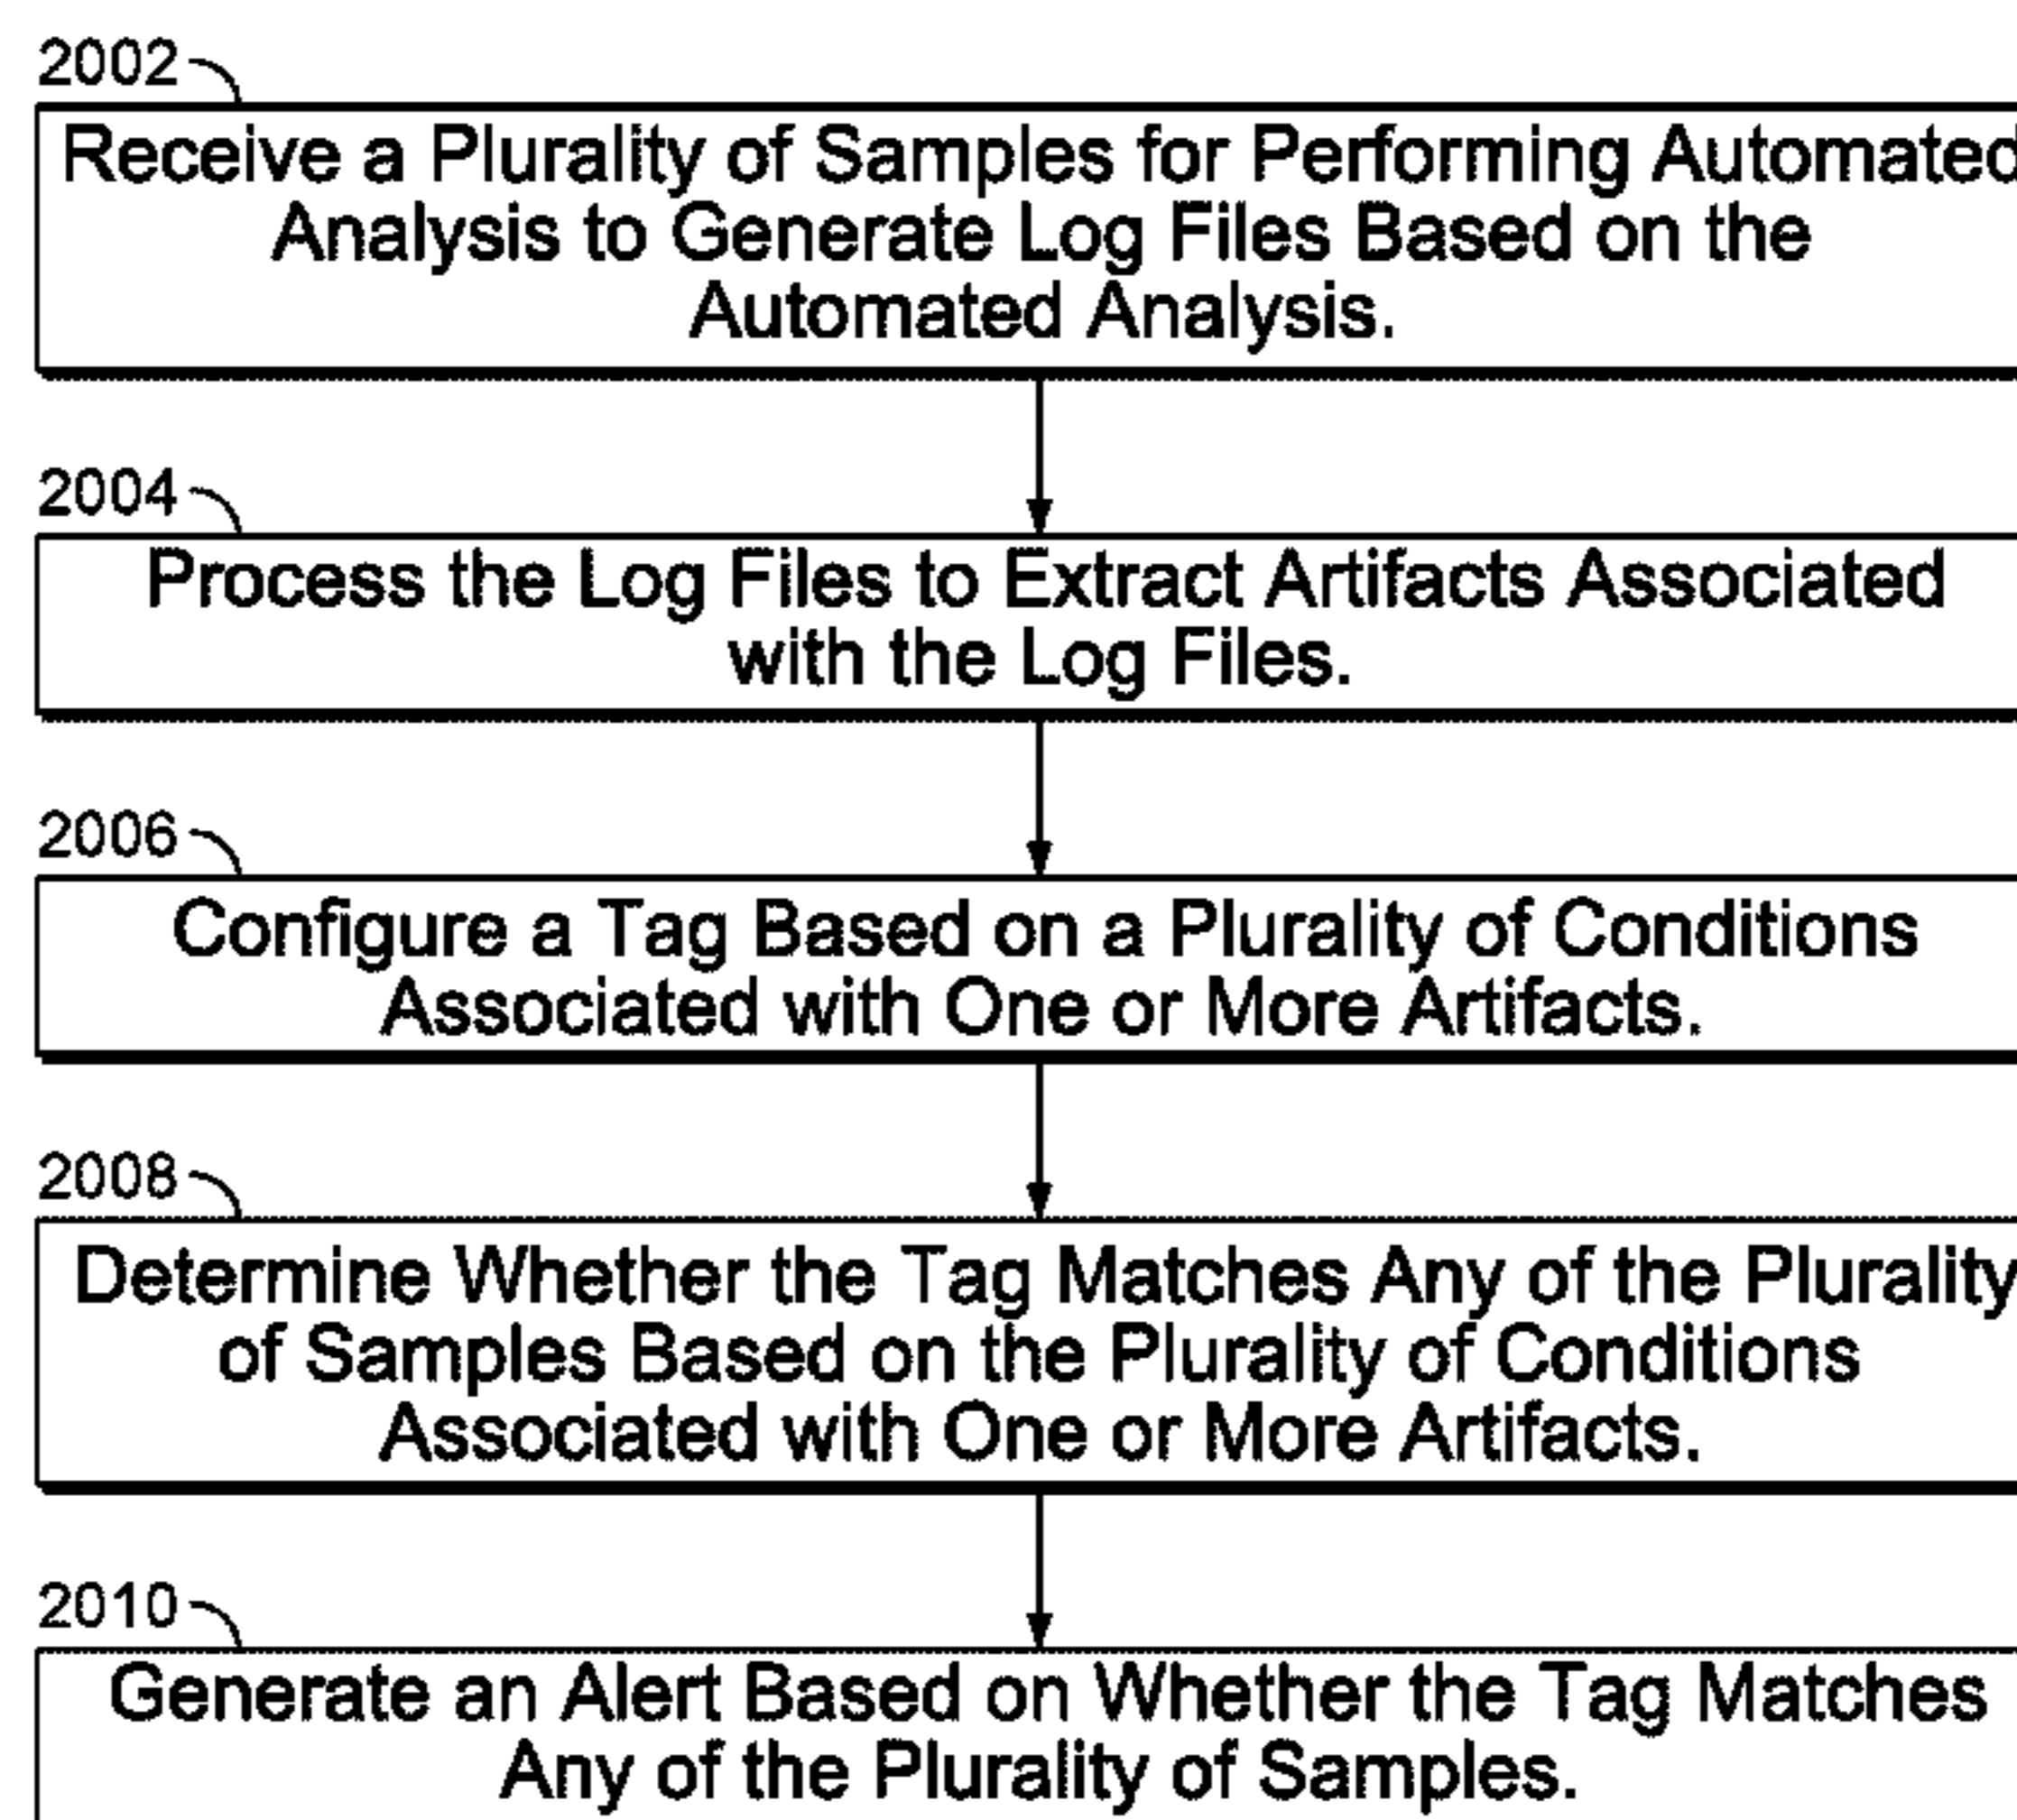 2002
Receive a Plurality of Samples for Performing Automated
Analysis to Generate Log Files Based on the
Automated Analysis.
2004
Process the Log Files to Extract Artifacts Associated
with the Log Files.
2006
Configure a Tag Based on a Plurality of Conditions
Associated with One or More Artifacts.
2008
Determine Whether the Tag Matches Any of the Plurality
of Samples Based on the Plurality of Conditions
Associated with One or More Artifacts.
2010
Generate an Alert Based on Whether the Tag Matches
Any of the Plurality of Samples.